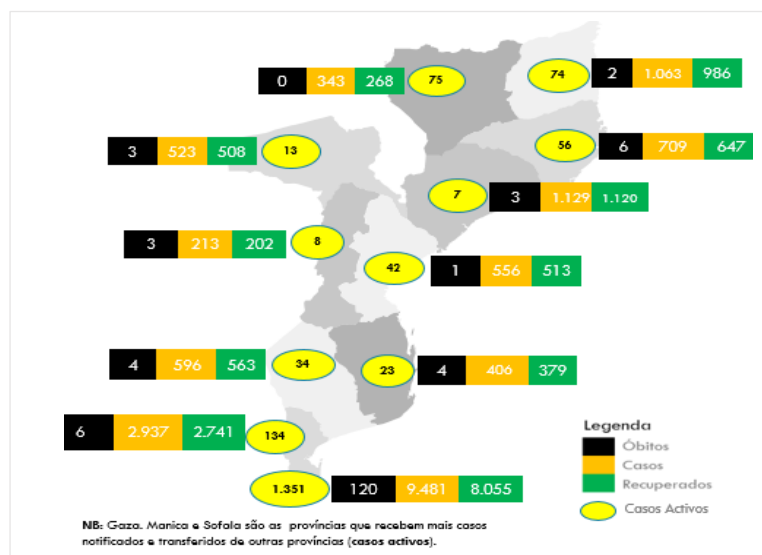 74 2 1.063 986
0 343 268 75
3 523 508 13
56 6 709 647
7 3 1.129 1.120
3 213 202 8
42 1 556 513
4 596 563 34
23 4 406 379
6 2.937 2.741 134
1.351 120 9.481 8.055
Legenda
Óbitos
Casos
Recuperados
Casos Activos
NB: Gaza. Manica e Sofala são as províncias que recebem mais casos
notificados e transferidos de outras províncias (casos activos).